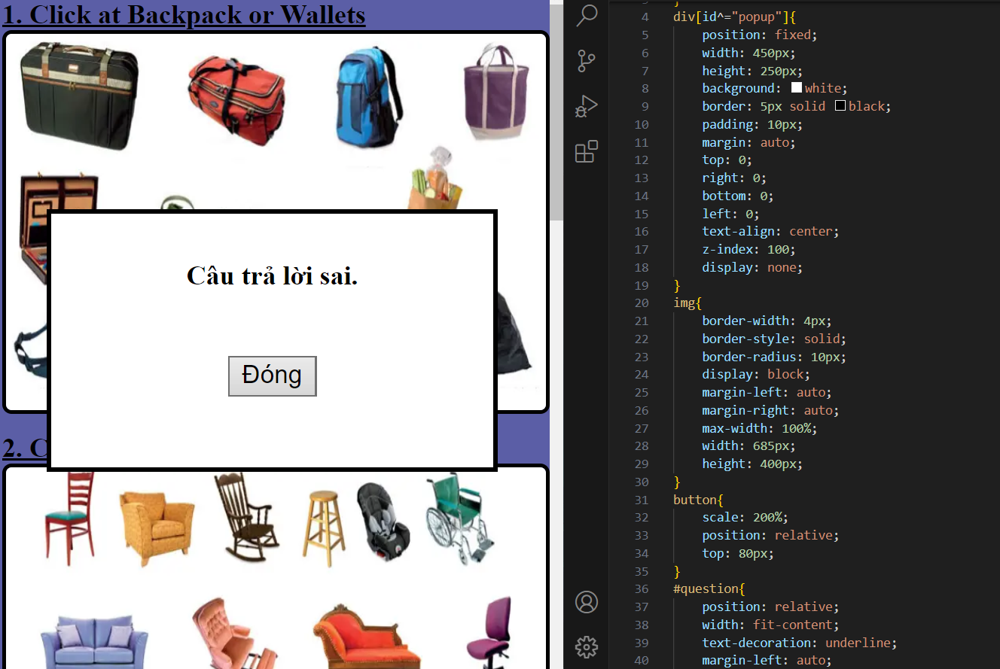 1. Click at Backpack or Wallets
Câu trả lời sai.
Đóng
2. C
4 div[id^="popup"]{
5 position: fixed;
6 width: 450px;
7 height: 250px;
8 background: white;
9 border: 5px solid black;
10 padding: 10px;
11 margin: auto;
12 top: 0;
13 right: 0;
14 bottom: 0;
15 left: 0;
16 text-align: center;
17 z-index: 100;
18 display: none;
19 }
20 img{
21 border-width: 4px;
22 border-style: solid;
23 border-radius: 10px;
24 display: block;
25 margin-left: auto;
26 margin-right: auto;
27 max-width: 100%;
28 width: 685px;
29 height: 400px;
30 }
31 button{
32 scale: 200%;
33 position: relative;
34 top: 80px;
35 }
36 #question{
37 position: relative;
38 width: fit-content;
39 text-decoration: underline;
40 margin-left: auto;